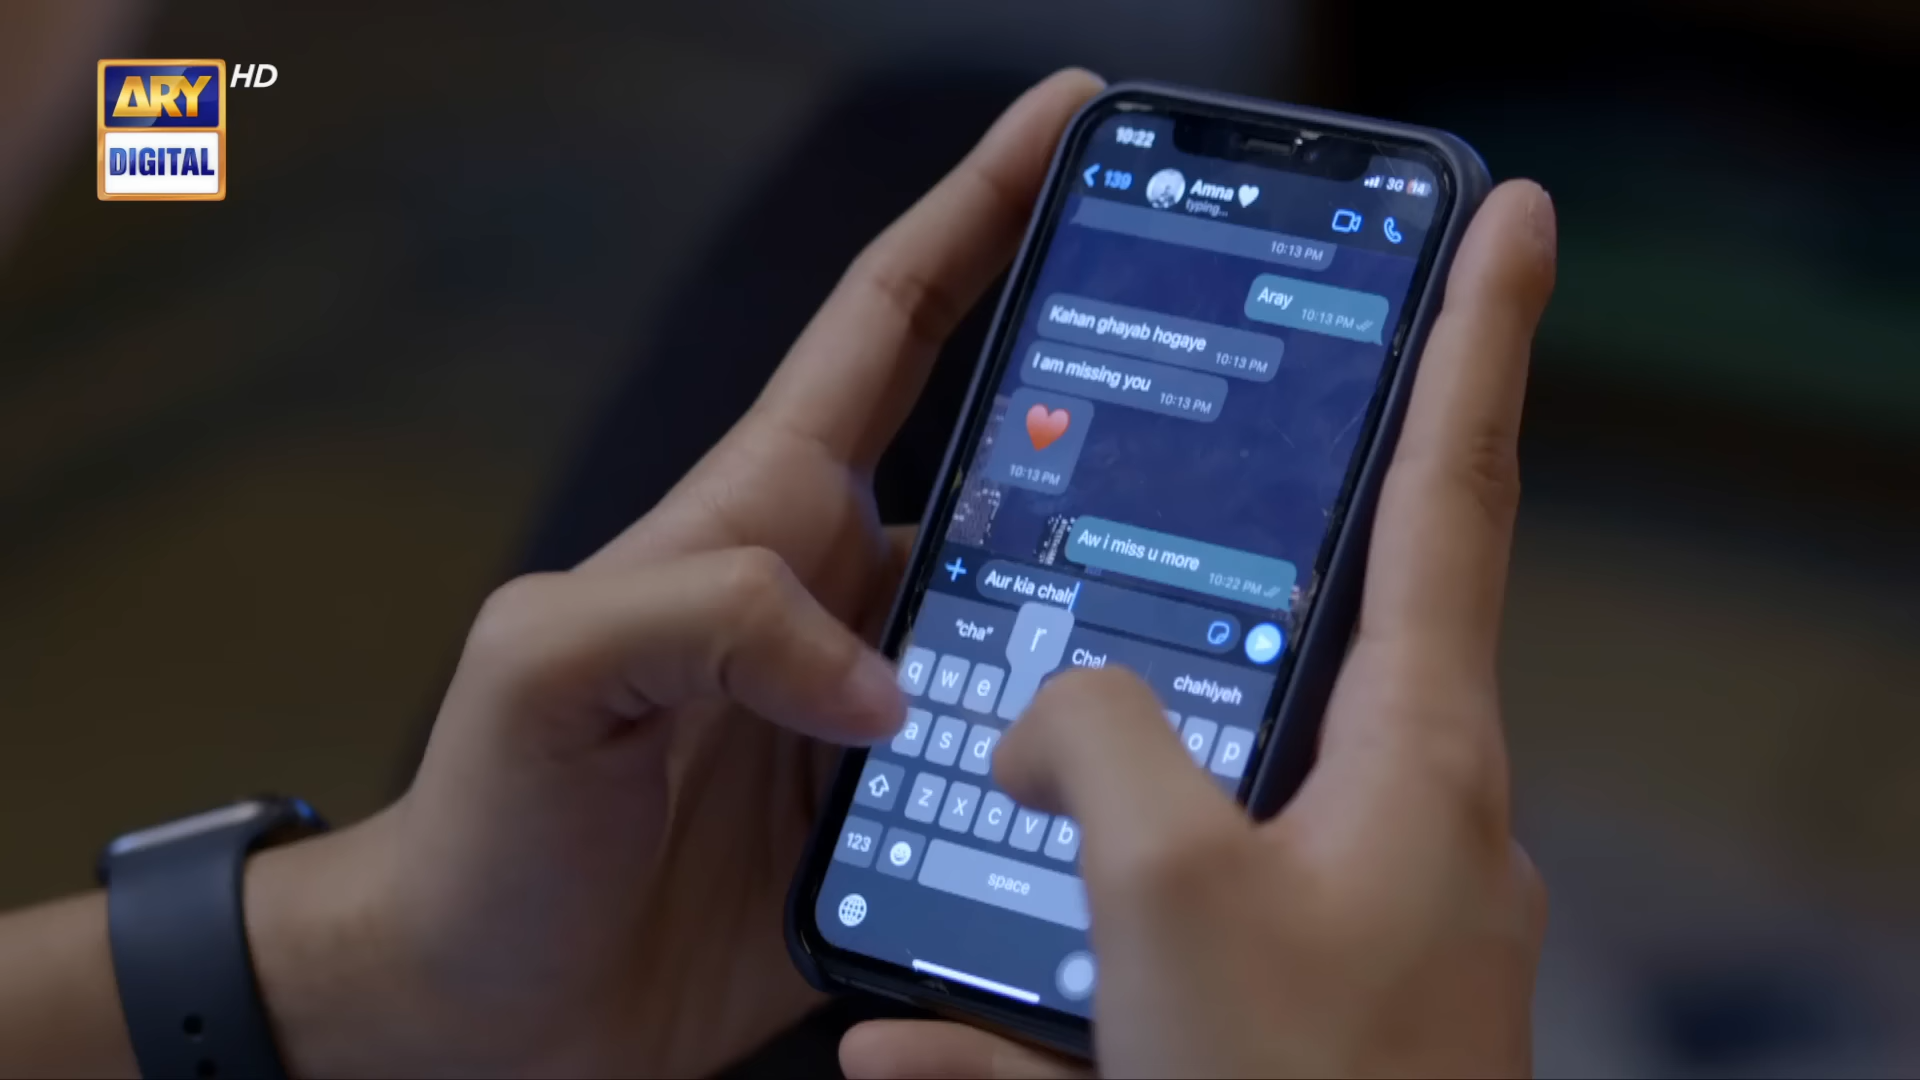 ARY
DIGITAL
HD
10:22
3G 14
139
Amna 🤍
typing...
10:13 PM
Aray 10:13 PM
Kahan ghayab hogaye 10:13 PM
I am missing you 10:13 PM
❤️
10:13 PM
Aw i miss u more 10:22 PM
Aur kia chalr
"cha" Chal chahiyeh
r
q w e o p
a s d
z x c v b
123 space